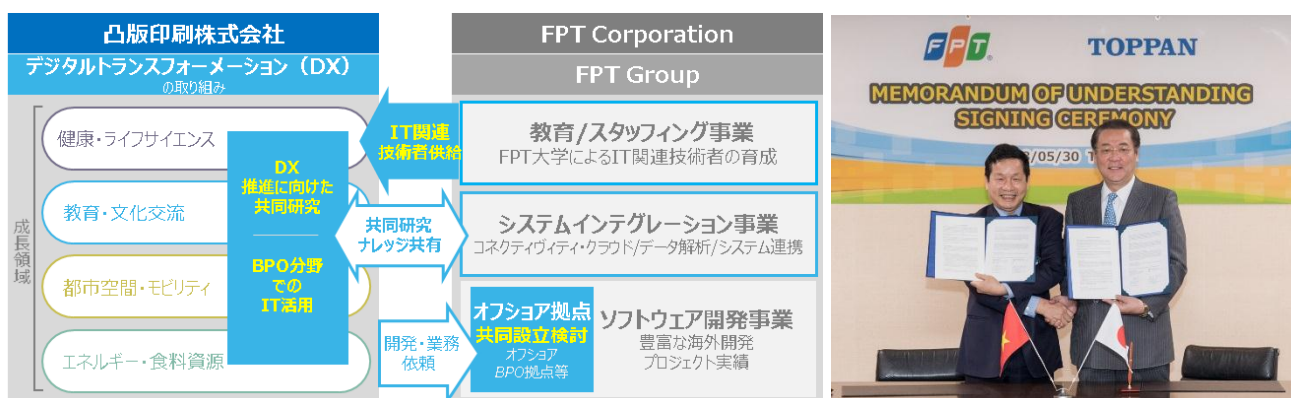 凸版印刷株式会社
デジタルトランスフォーメーション（DX）
の取り組み
成長領域
健康・ライフサイエンス
教育・文化交流
都市空間・モビリティ
エネルギー・食料資源
DX
推進に向けた
共同研究
BPO分野
での
IT活用
IT関連
技術者供給
共同研究
ナレッジ共有
開発・業務
依頼
FPT Corporation
FPT Group
教育/スタッフィング事業
FPT大学によるIT関連技術者の育成
システムインテグレーション事業
コネクティヴィティ・クラウド/データ解析/システム連携
オフショア拠点
共同設立検討
オフショア
BPO拠点等
ソフトウェア開発事業
豊富な海外開発
プロジェクト実績
FPT. TOPPAN
MEMORANDUM OF UNDERSTANDING
SIGNING CEREMONY
/05/30